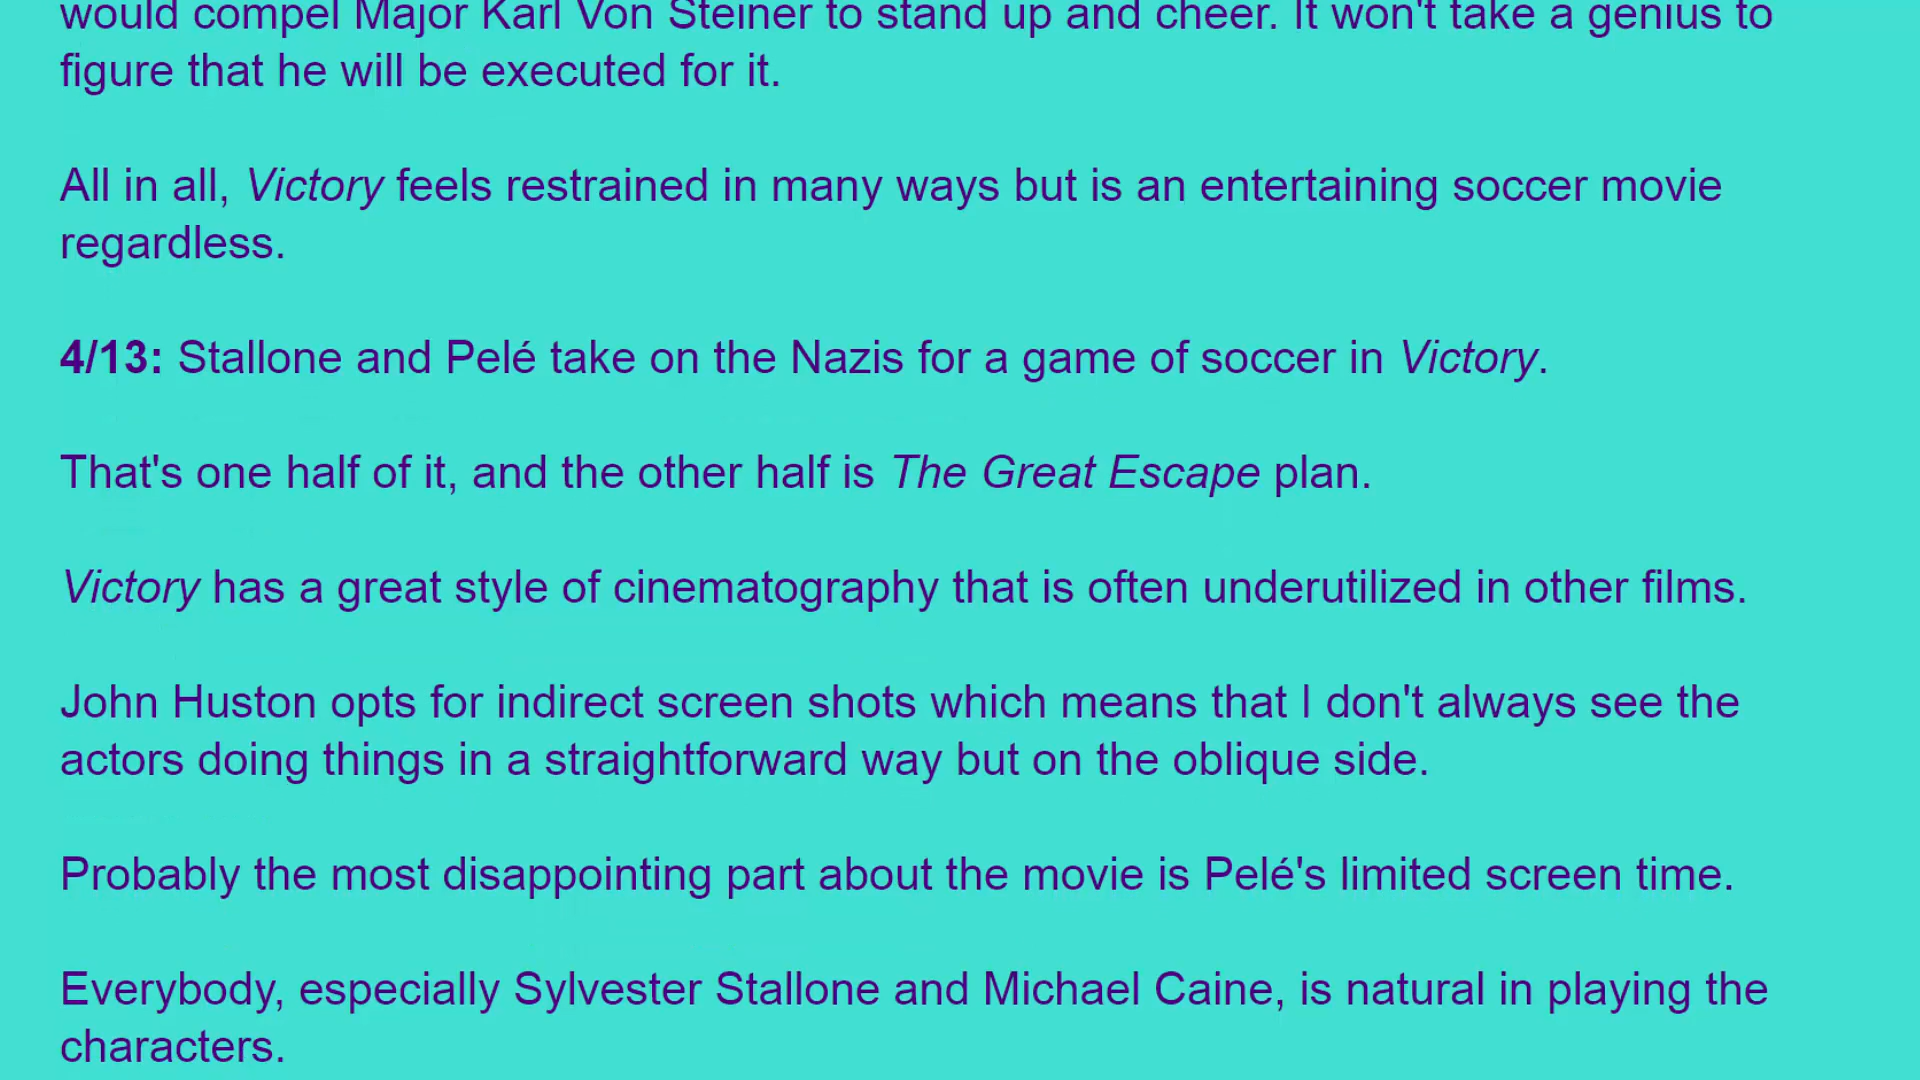 would compel Major Karl Von Steiner to stand up and cheer. It won't take a genius to
figure that he will be executed for it.
All in all, Victory feels restrained in many ways but is an entertaining soccer movie
regardless.
4/13: Stallone and Pelé take on the Nazis for a game of soccer in Victory.
That's one half of it, and the other half is The Great Escape plan.
Victory has a great style of cinematography that is often underutilized in other films.
John Huston opts for indirect screen shots which means that I don't always see the
actors doing things in a straightforward way but on the oblique side.
Probably the most disappointing part about the movie is Pelé's limited screen time.
Everybody, especially Sylvester Stallone and Michael Caine, is natural in playing the
characters.